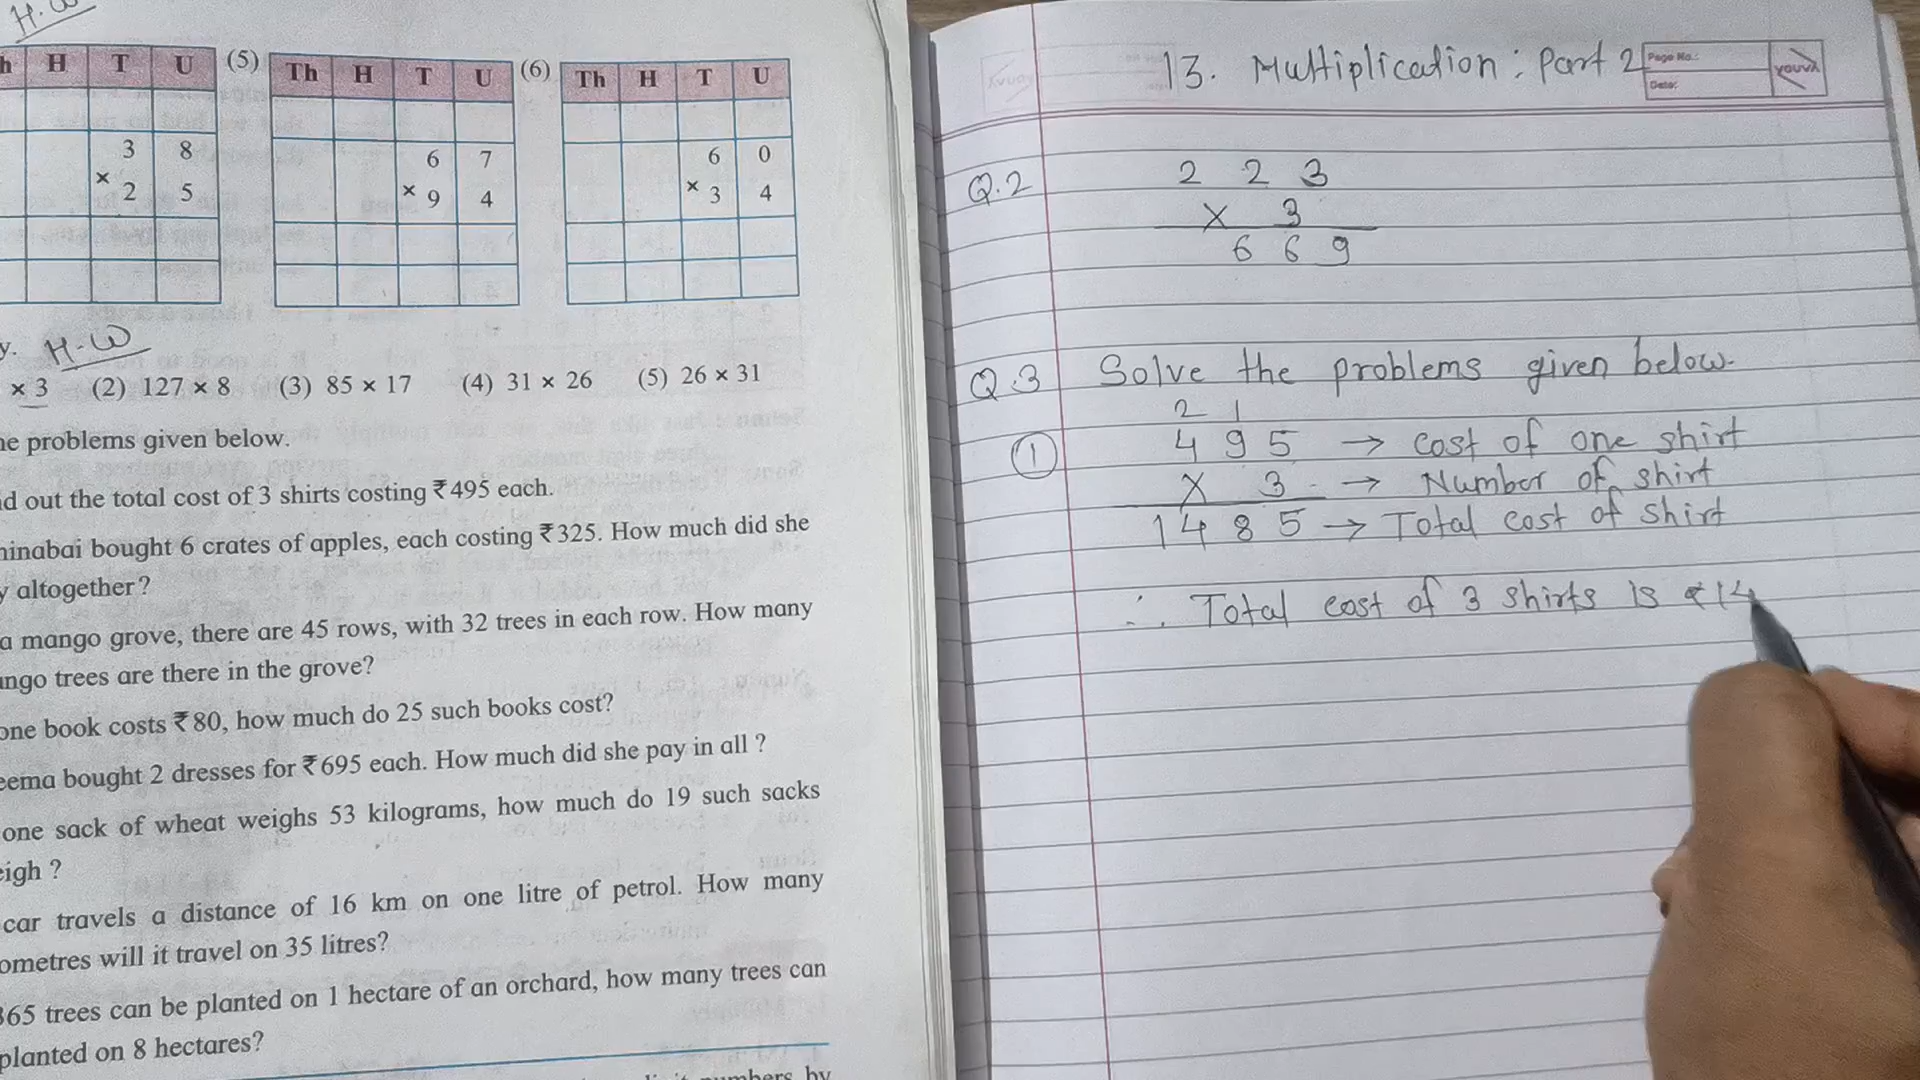 H.W
h H T U
3 8
× 2 5
(5) Th H T U
6 7
× 9 4
(6) Th H T U
6 0
× 3 4
y. H.W
× 3 (2) 127 × 8 (3) 85 × 17 (4) 31 × 26 (5) 26 × 31
ne problems given below.
d out the total cost of 3 shirts costing ₹495 each.
ninabai bought 6 crates of apples, each costing ₹325. How much did she
y altogether?
a mango grove, there are 45 rows, with 32 trees in each row. How many
ngo trees are there in the grove?
one book costs ₹80, how much do 25 such books cost?
eema bought 2 dresses for ₹695 each. How much did she pay in all ?
one sack of wheat weighs 53 kilograms, how much do 19 such sacks
eigh ?
car travels a distance of 16 km on one litre of petrol. How many
ometres will it travel on 35 litres?
365 trees can be planted on 1 hectare of an orchard, how many trees can
planted on 8 hectares?
numbers by
13. Multiplication : Part 2
Page No.:
Date:
YOUVA
Q.2 2 2 3
X 3
6 6 9
Q.3 Solve the problems given below.
2 1
1 4 9 5 → cost of one shirt
X 3 → Number of shirt
1 4 8 5 → Total cost of shirt
∴ Total cost of 3 shirts is ₹14